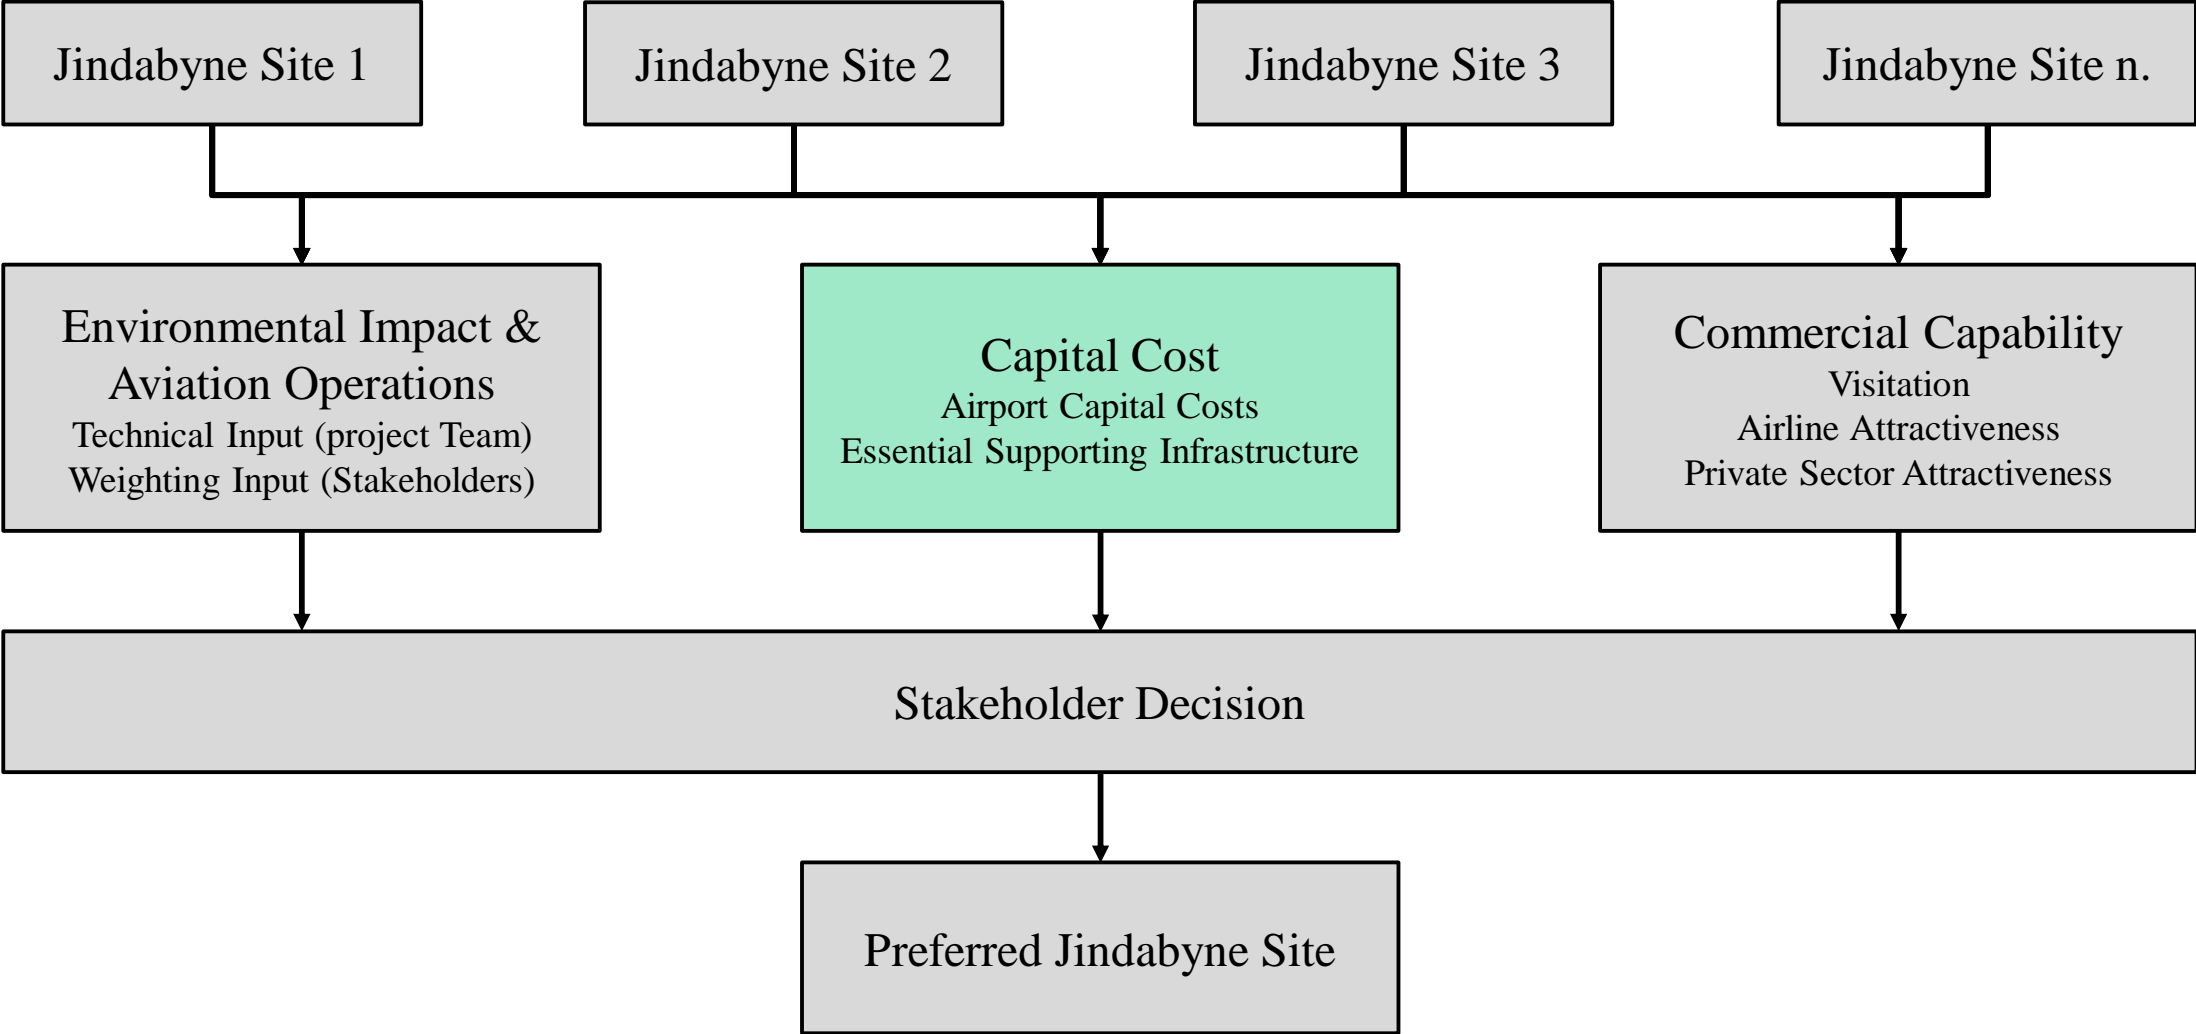 Jindabyne Site 1
Jindabyne Site 2
Jindabyne Site 3
Jindabyne Site n.
Environmental Impact &
Aviation Operations
Technical Input (project Team)
Weighting Input (Stakeholders)
Capital Cost
Airport Capital Costs
Essential Supporting Infrastructure
Commercial Capability
Visitation
Airline Attractiveness
Private Sector Attractiveness
Stakeholder Decision
Preferred Jindabyne Site